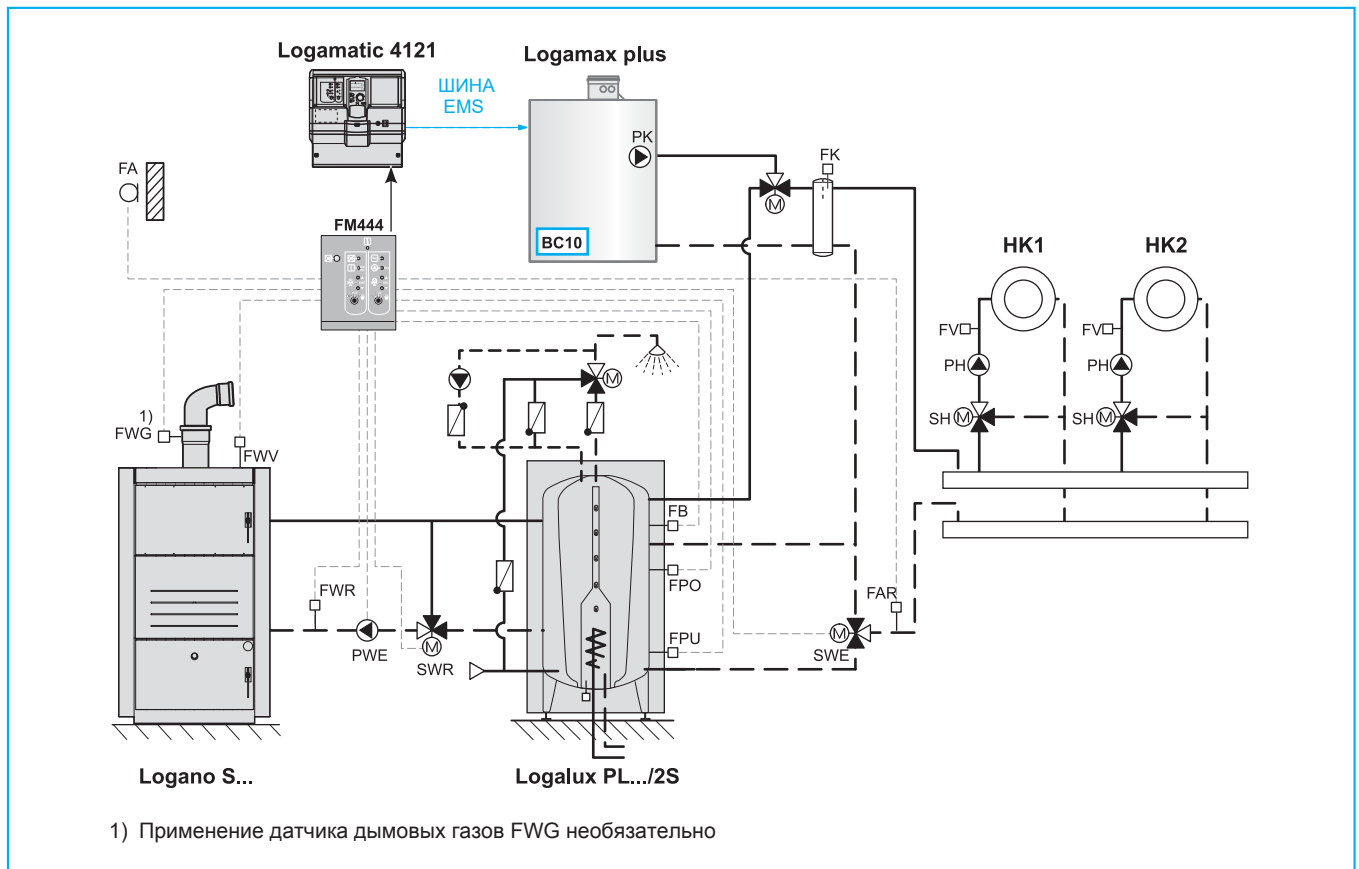 Logamatic 4121
Logamax plus
ШИНА
EMS
PK
FK
FA
M
FM444
BC10
HK1
HK2
FV
FV
PH
PH
M
1)
FWG
FWV
SH M
SH M
FB
FWR
FPO
FAR
FPU
M
M
PWE
SWR
SWE
Logano S...
Logalux PL.../2S
1) Применение датчика дымовых газов FWG необязательно